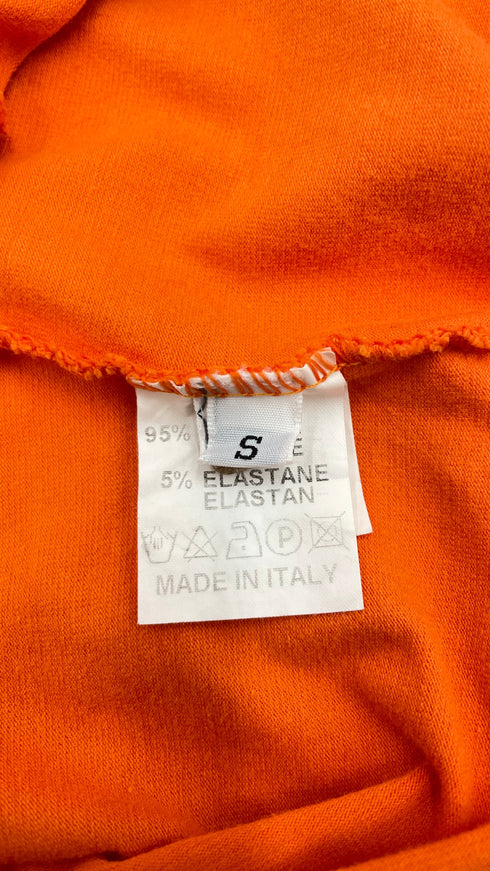 95%
S
E
5% ELASTANE
ELASTAN
P
MADE IN ITALY